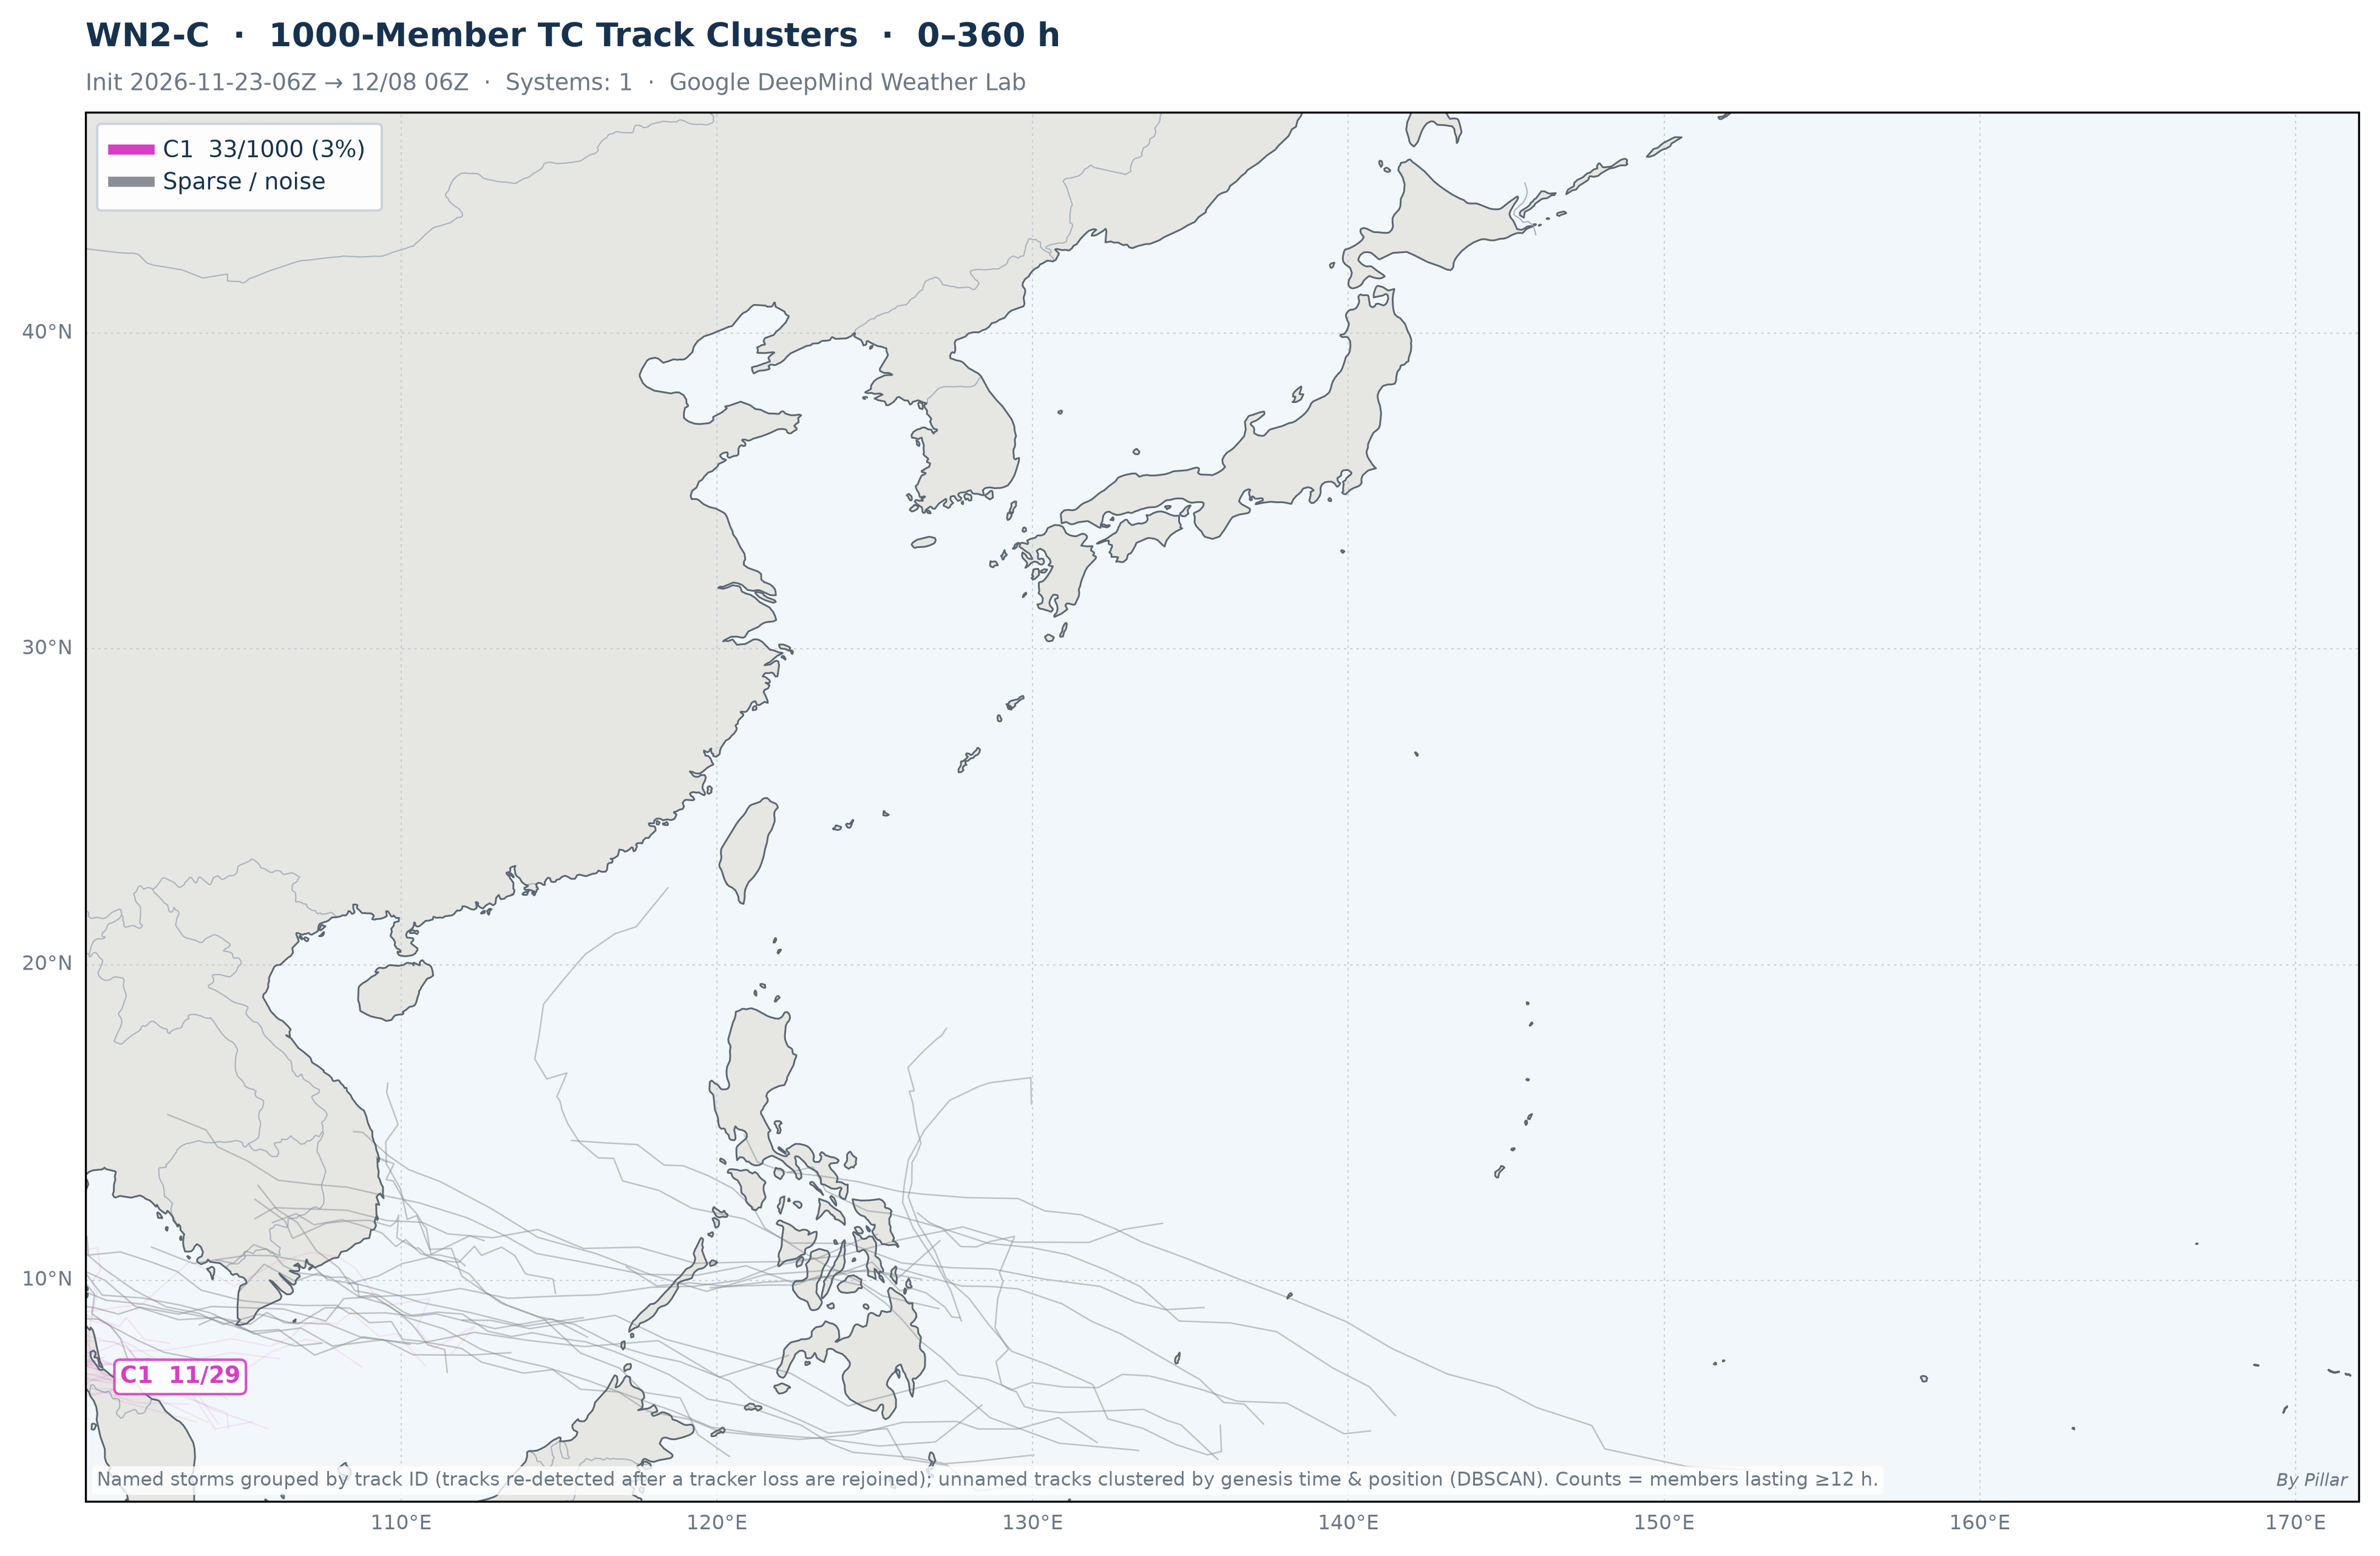 WN2-C · 1000-Member TC Track Clusters · 0–360 h
Init 2026-11-23-06Z → 12/08 06Z · Systems: 1 · Google DeepMind Weather Lab
C1 33/1000 (3%)
Sparse / noise
40°N
30°N
20°N
10°N
C1 11/29
Named storms grouped by track ID (tracks re-detected after a tracker loss are rejoined); unnamed tracks clustered by genesis time & position (DBSCAN). Counts = members lasting ≥12 h.
By Pillar
110°E
120°E
130°E
140°E
150°E
160°E
170°E